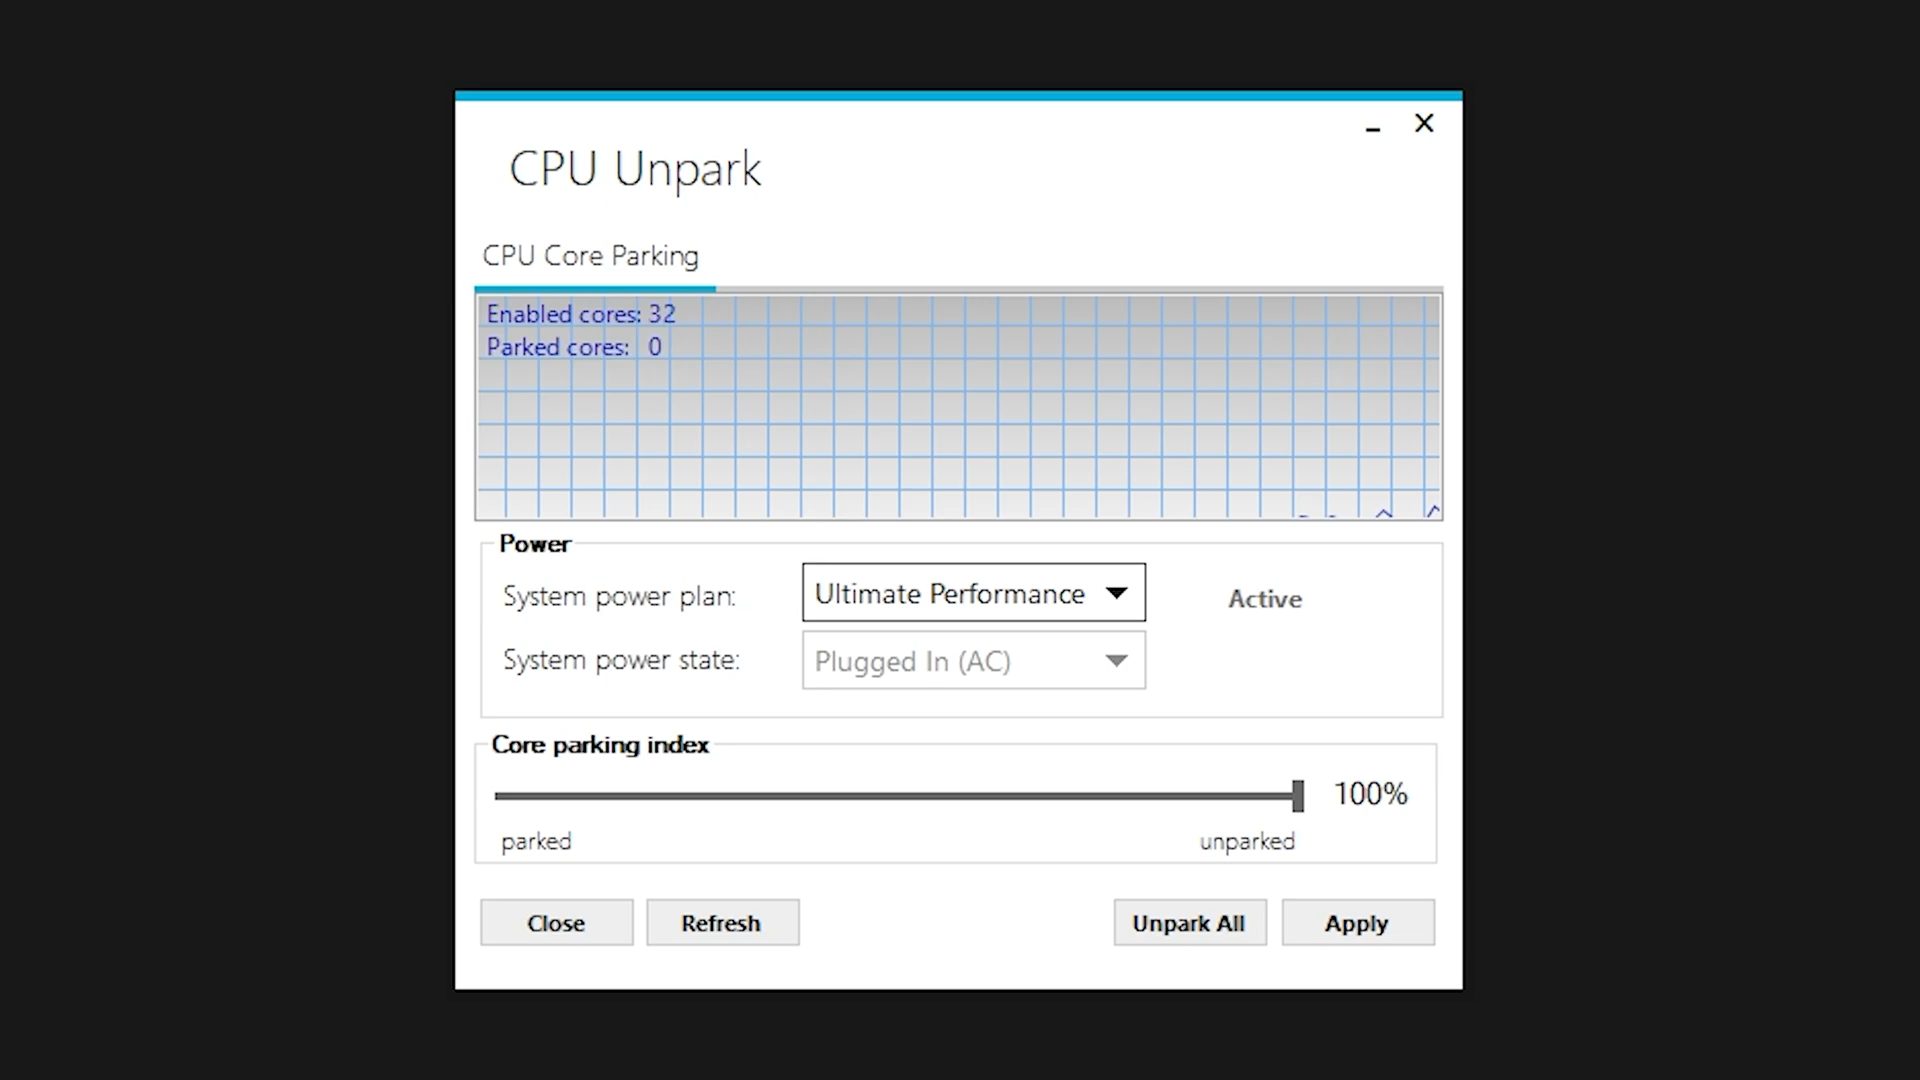 CPU Unpark
CPU Core Parking
Enabled cores: 32
Parked cores: 0
Power
System power plan: Ultimate Performance Active
System power state: Plugged In (AC)
Core parking index
100%
parked unparked
Close Refresh Unpark All Apply